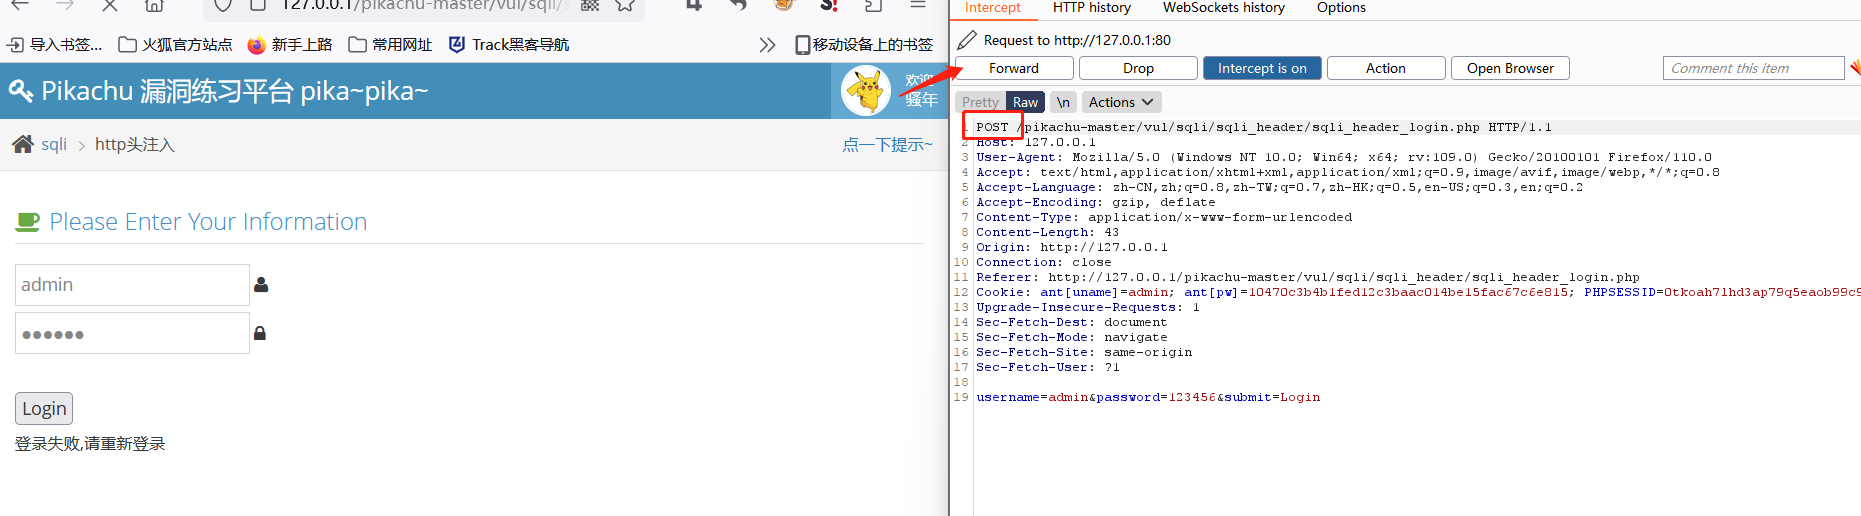 127.0.0.1/pikachu-master/vul/sqli/s
导入书签... 火狐官方站点 新手上路 常用网址 Track黑客导航 移动设备上的书签
Pikachu 漏洞练习平台 pika~pika~
欢迎
骚年
sqli > http头注入 点一下提示~
Please Enter Your Information
admin
••••••
Login
登录失败,请重新登录
Intercept HTTP history WebSockets history Options
Request to http://127.0.0.1:80
Forward Drop Intercept is on Action Open Browser Comment this item
Pretty Raw \n Actions
1 POST /pikachu-master/vul/sqli/sqli_header/sqli_header_login.php HTTP/1.1
2 Host: 127.0.0.1
3 User-Agent: Mozilla/5.0 (Windows NT 10.0; Win64; x64; rv:109.0) Gecko/20100101 Firefox/110.0
4 Accept: text/html,application/xhtml+xml,application/xml;q=0.9,image/avif,image/webp,*/*;q=0.8
5 Accept-Language: zh-CN,zh;q=0.8,zh-TW;q=0.7,zh-HK;q=0.5,en-US;q=0.3,en;q=0.2
6 Accept-Encoding: gzip, deflate
7 Content-Type: application/x-www-form-urlencoded
8 Content-Length: 43
9 Origin: http://127.0.0.1
10 Connection: close
11 Referer: http://127.0.0.1/pikachu-master/vul/sqli/sqli_header/sqli_header_login.php
12 Cookie: ant[uname]=admin; ant[pw]=10470c3b4b1fed12c3baac014be15fac67c6e815; PHPSESSID=0tkoah7lhd3ap79q5eaob99c9
13 Upgrade-Insecure-Requests: 1
14 Sec-Fetch-Dest: document
15 Sec-Fetch-Mode: navigate
16 Sec-Fetch-Site: same-origin
17 Sec-Fetch-User: ?1
18
19 username=admin&password=123456&submit=Login